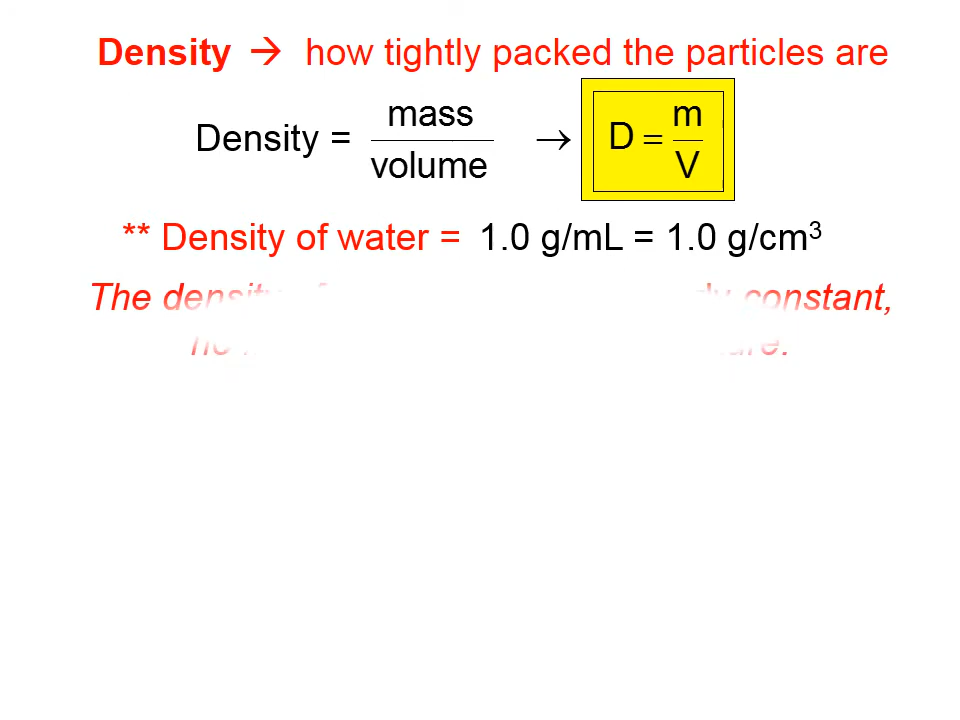 Density → how tightly packed the particles are
Density = mass / volume → D = m / V
** Density of water = 1.0 g/mL = 1.0 g/cm³
The density constant,